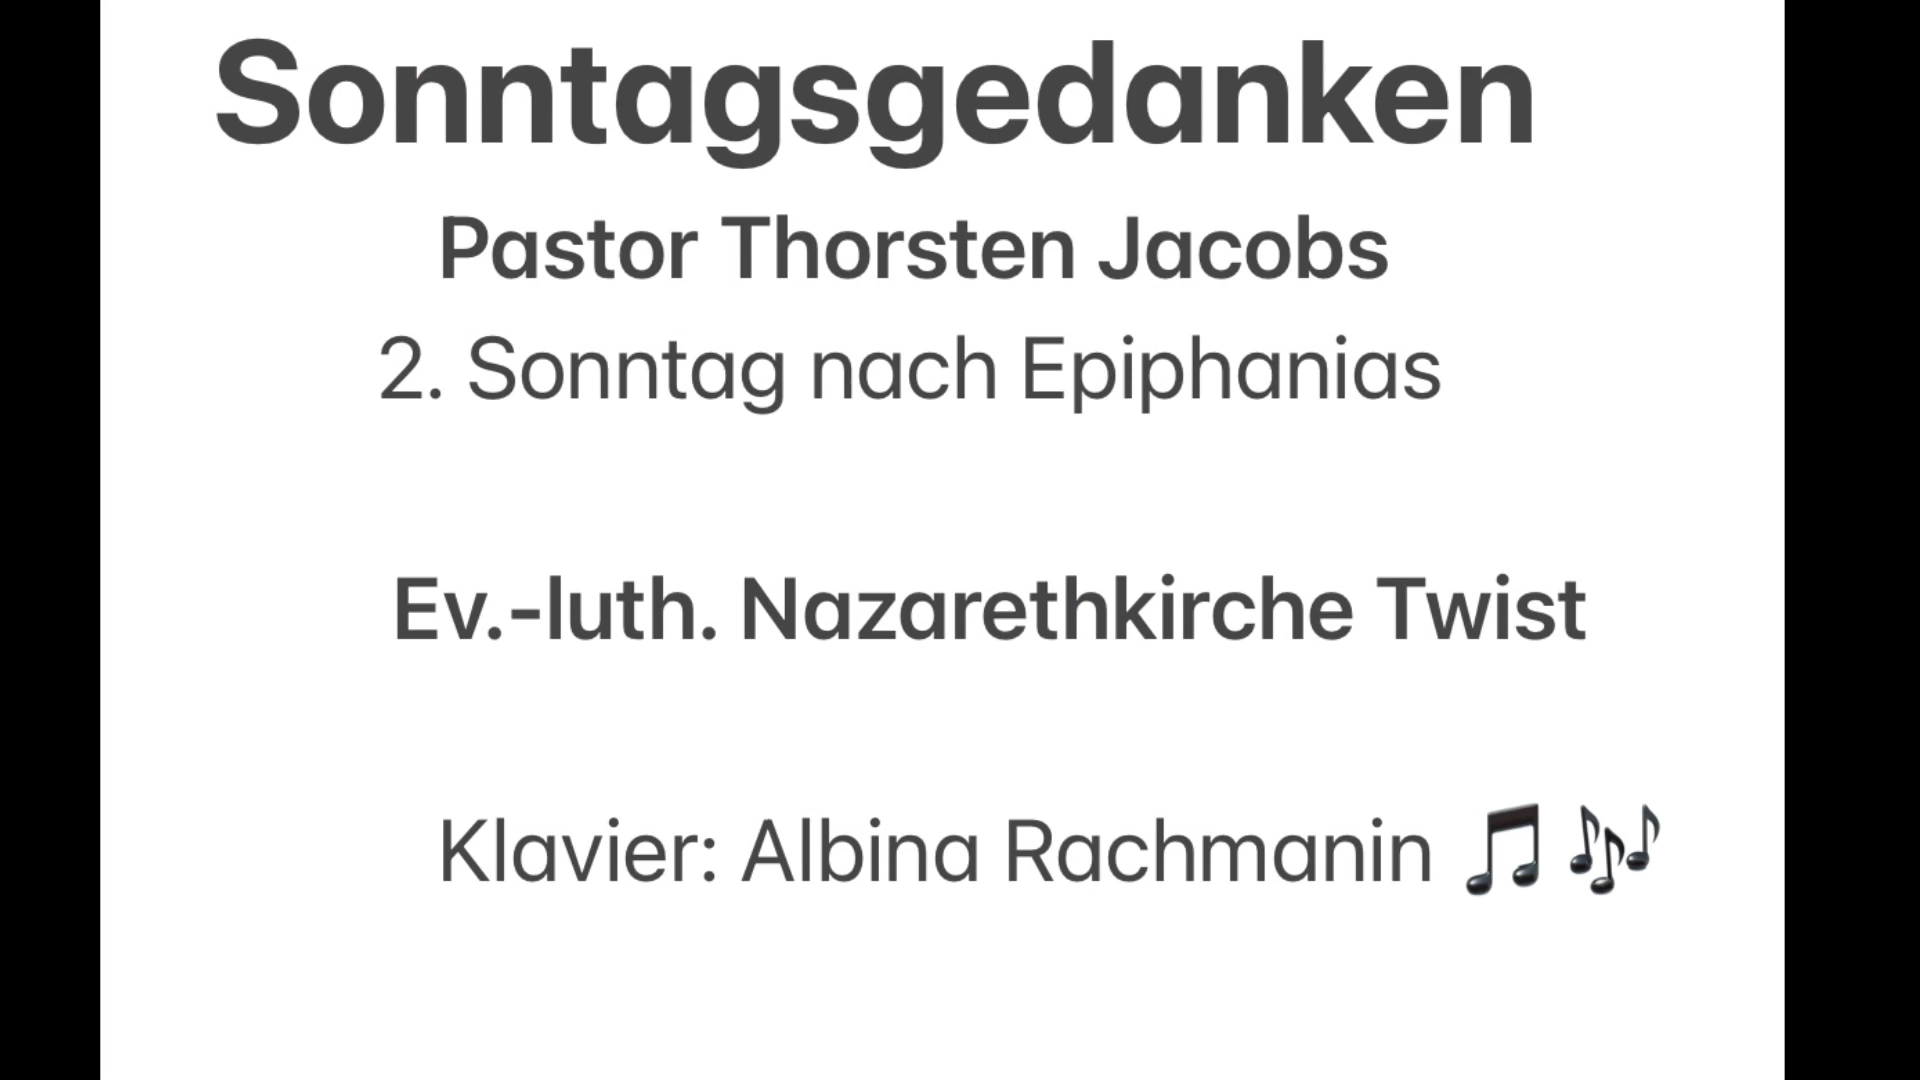 Sonntagsgedanken
Pastor Thorsten Jacobs
2. Sonntag nach Epiphanias
Ev.-luth. Nazarethkirche Twist
Klavier: Albina Rachmanin 🎵 🎶